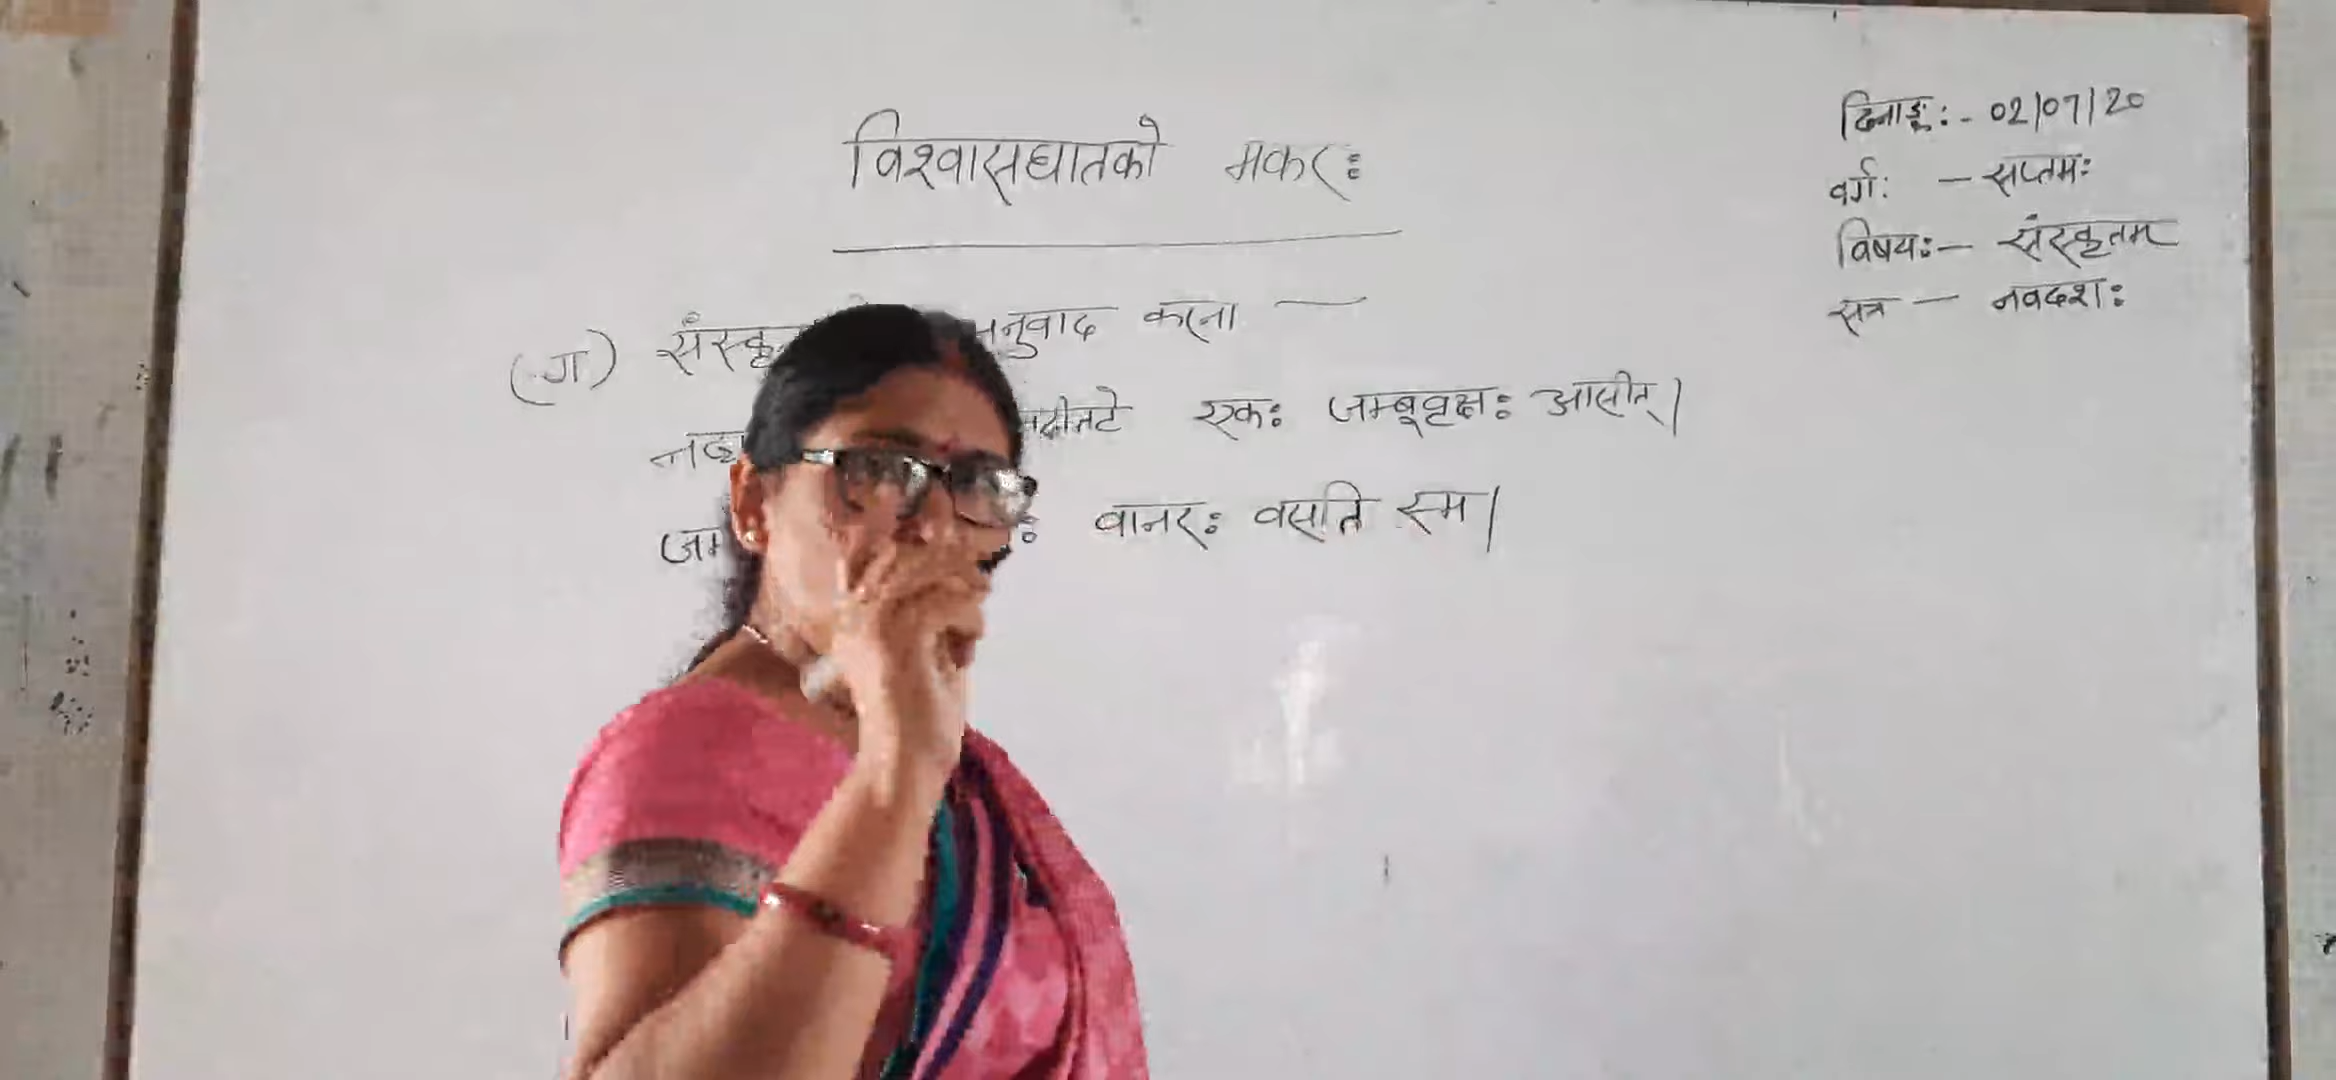 विश्वासघातको मकरः
दिनाङ्कः- 02/07/20
वर्गः - सप्तमः
विषयः- संस्कृतम्
सत्र - नवदशः
(ग) करना -
एकः जम्बूवृक्षः आसीत्।
वानरः वसति स्म।